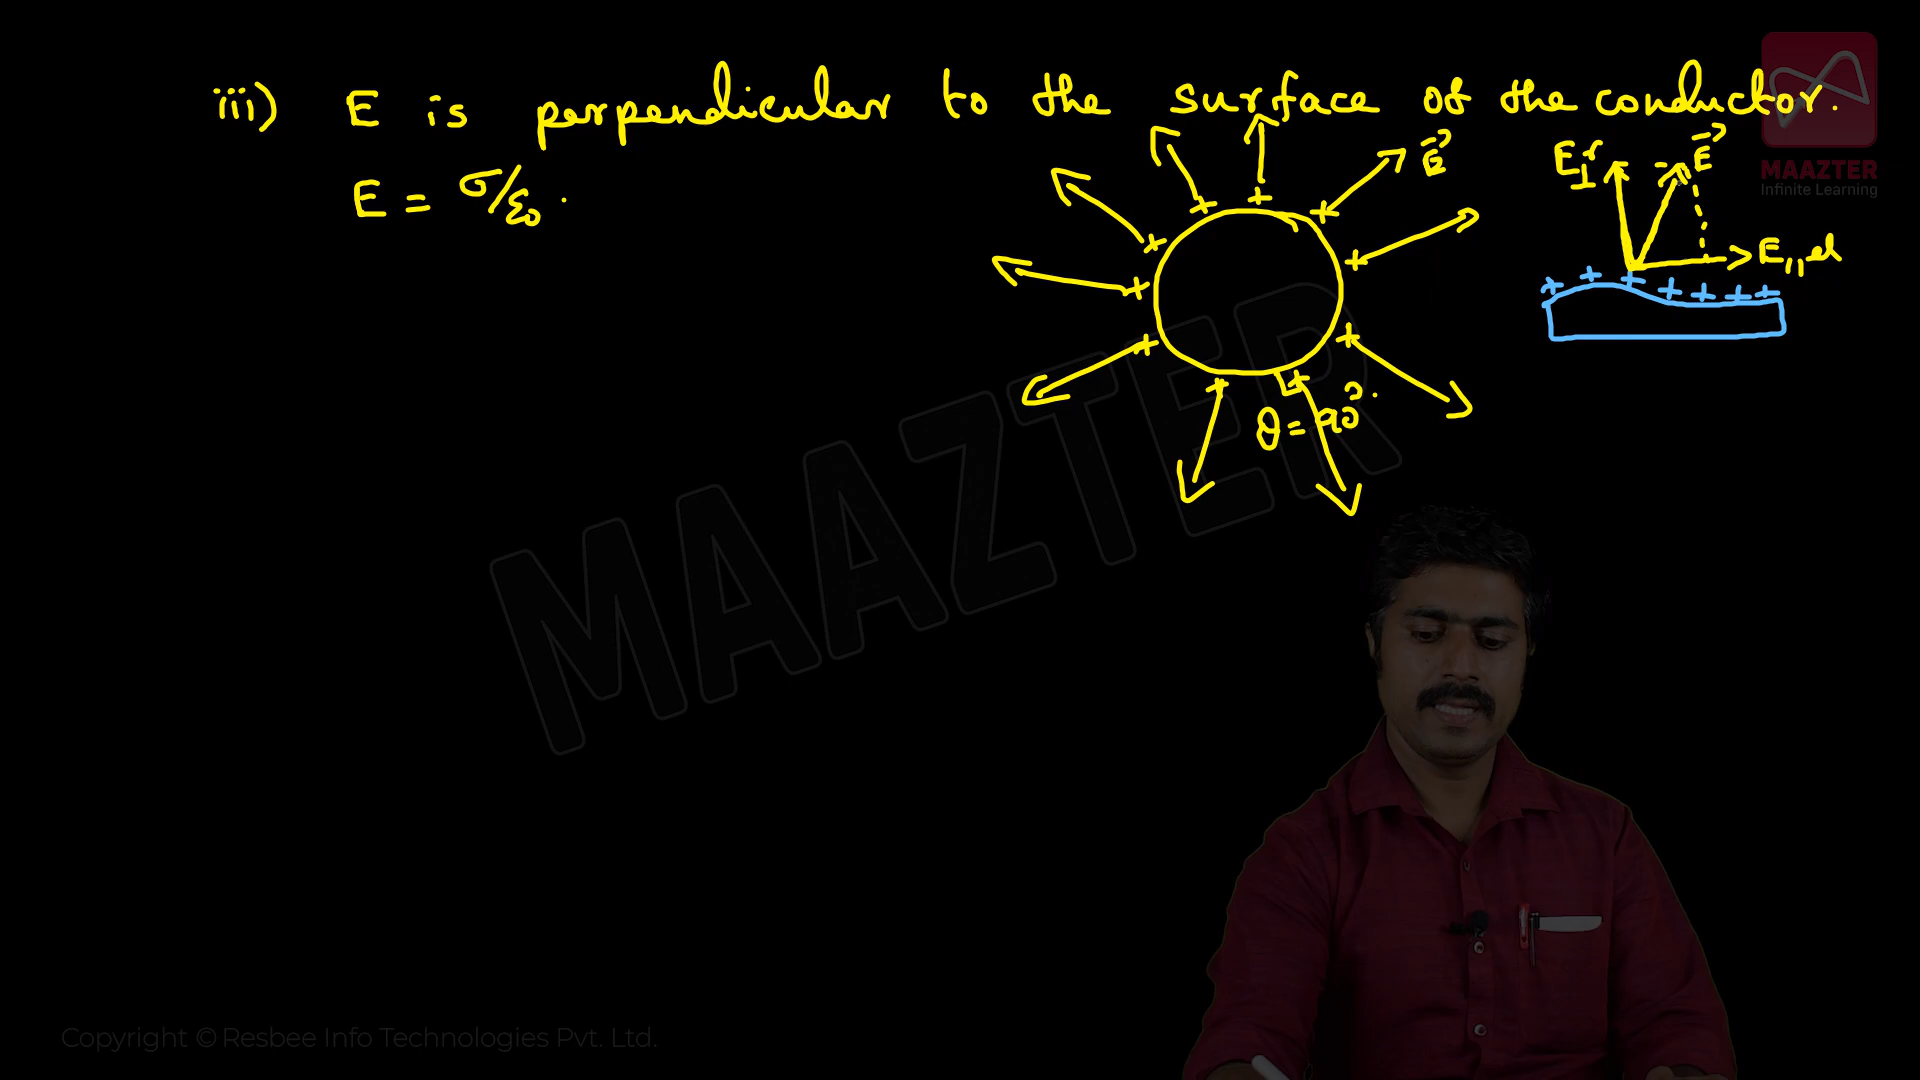 iii) E is perpendicular to the surface of the conductor.
E = σ/ε₀.
E⃗
θ = 90°.
E⊥r
E⃗
E||el
MAAZTER
Infinite Learning
MAAZTER
Copyright © Resbee Info Technologies Pvt. Ltd.